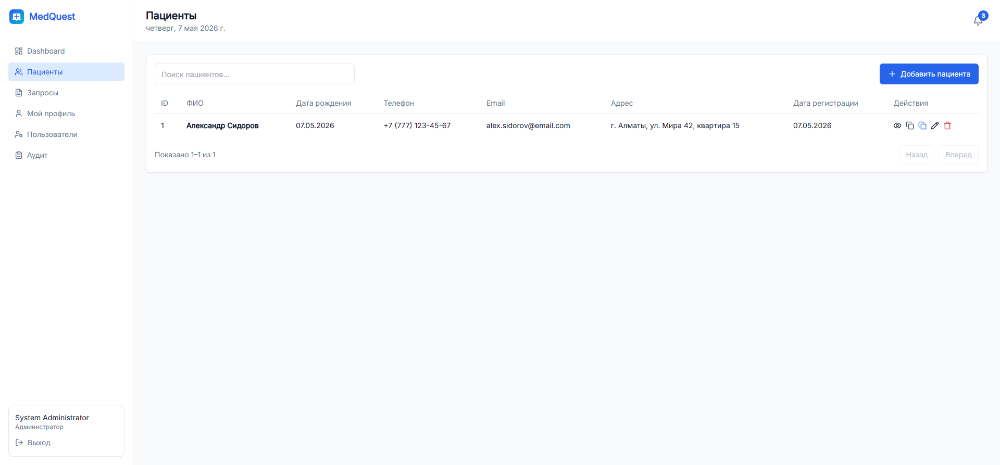 MedQuest
Dashboard
Пациенты
Запросы
Мой профиль
Пользователи
Аудит
System Administrator
Администратор
Выход
Пациенты
четверг, 7 мая 2026 г.
3
Поиск пациентов...
Добавить пациента
ID ФИО Дата рождения Телефон Email Адрес Дата регистрации Действия
1 Александр Сидоров 07.05.2026 +7 (777) 123-45-67 alex.sidorov@email.com г. Алматы, ул. Мира 42, квартира 15 07.05.2026
Показано 1–1 из 1
Назад Вперед